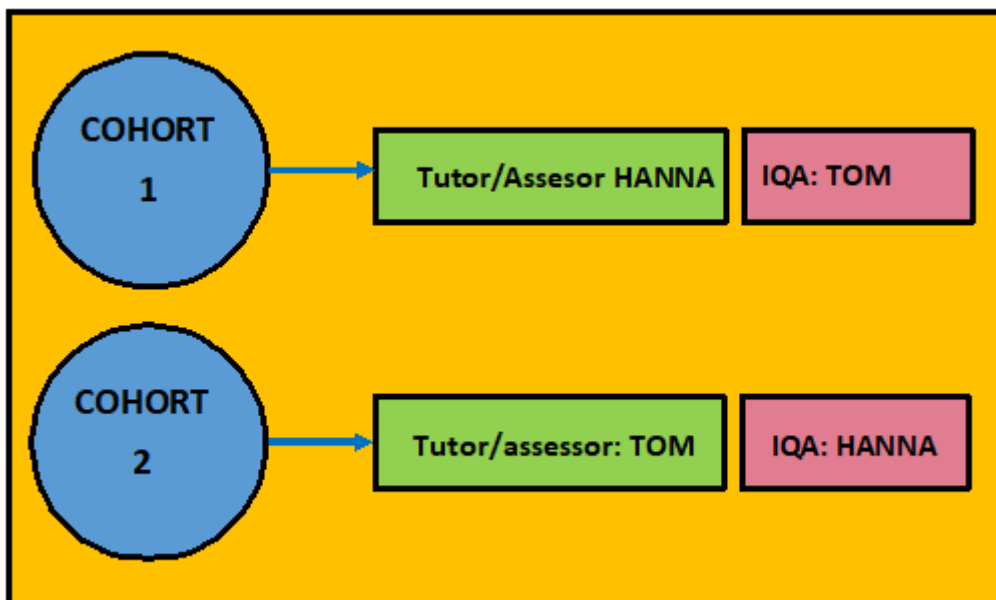 COHORT
1
Tutor/Assesor HANNA
IQA: TOM
COHORT
2
Tutor/assessor: TOM
IQA: HANNA